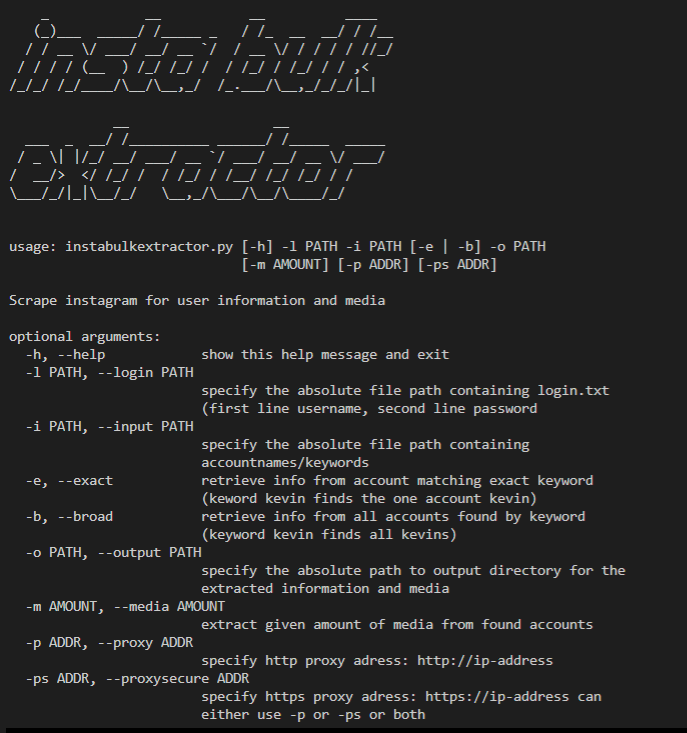 insta bulk
extractor
usage: instabulkextractor.py [-h] -l PATH -i PATH [-e | -b] -o PATH
[-m AMOUNT] [-p ADDR] [-ps ADDR]
Scrape instagram for user information and media
optional arguments:
-h, --help show this help message and exit
-l PATH, --login PATH
specify the absolute file path containing login.txt
(first line username, second line password
-i PATH, --input PATH
specify the absolute file path containing
accountnames/keywords
-e, --exact retrieve info from account matching exact keyword
(keword kevin finds the one account kevin)
-b, --broad retrieve info from all accounts found by keyword
(keyword kevin finds all kevins)
-o PATH, --output PATH
specify the absolute path to output directory for the
extracted information and media
-m AMOUNT, --media AMOUNT
extract given amount of media from found accounts
-p ADDR, --proxy ADDR
specify http proxy adress: http://ip-address
-ps ADDR, --proxysecure ADDR
specify https proxy adress: https://ip-address can
either use -p or -ps or both